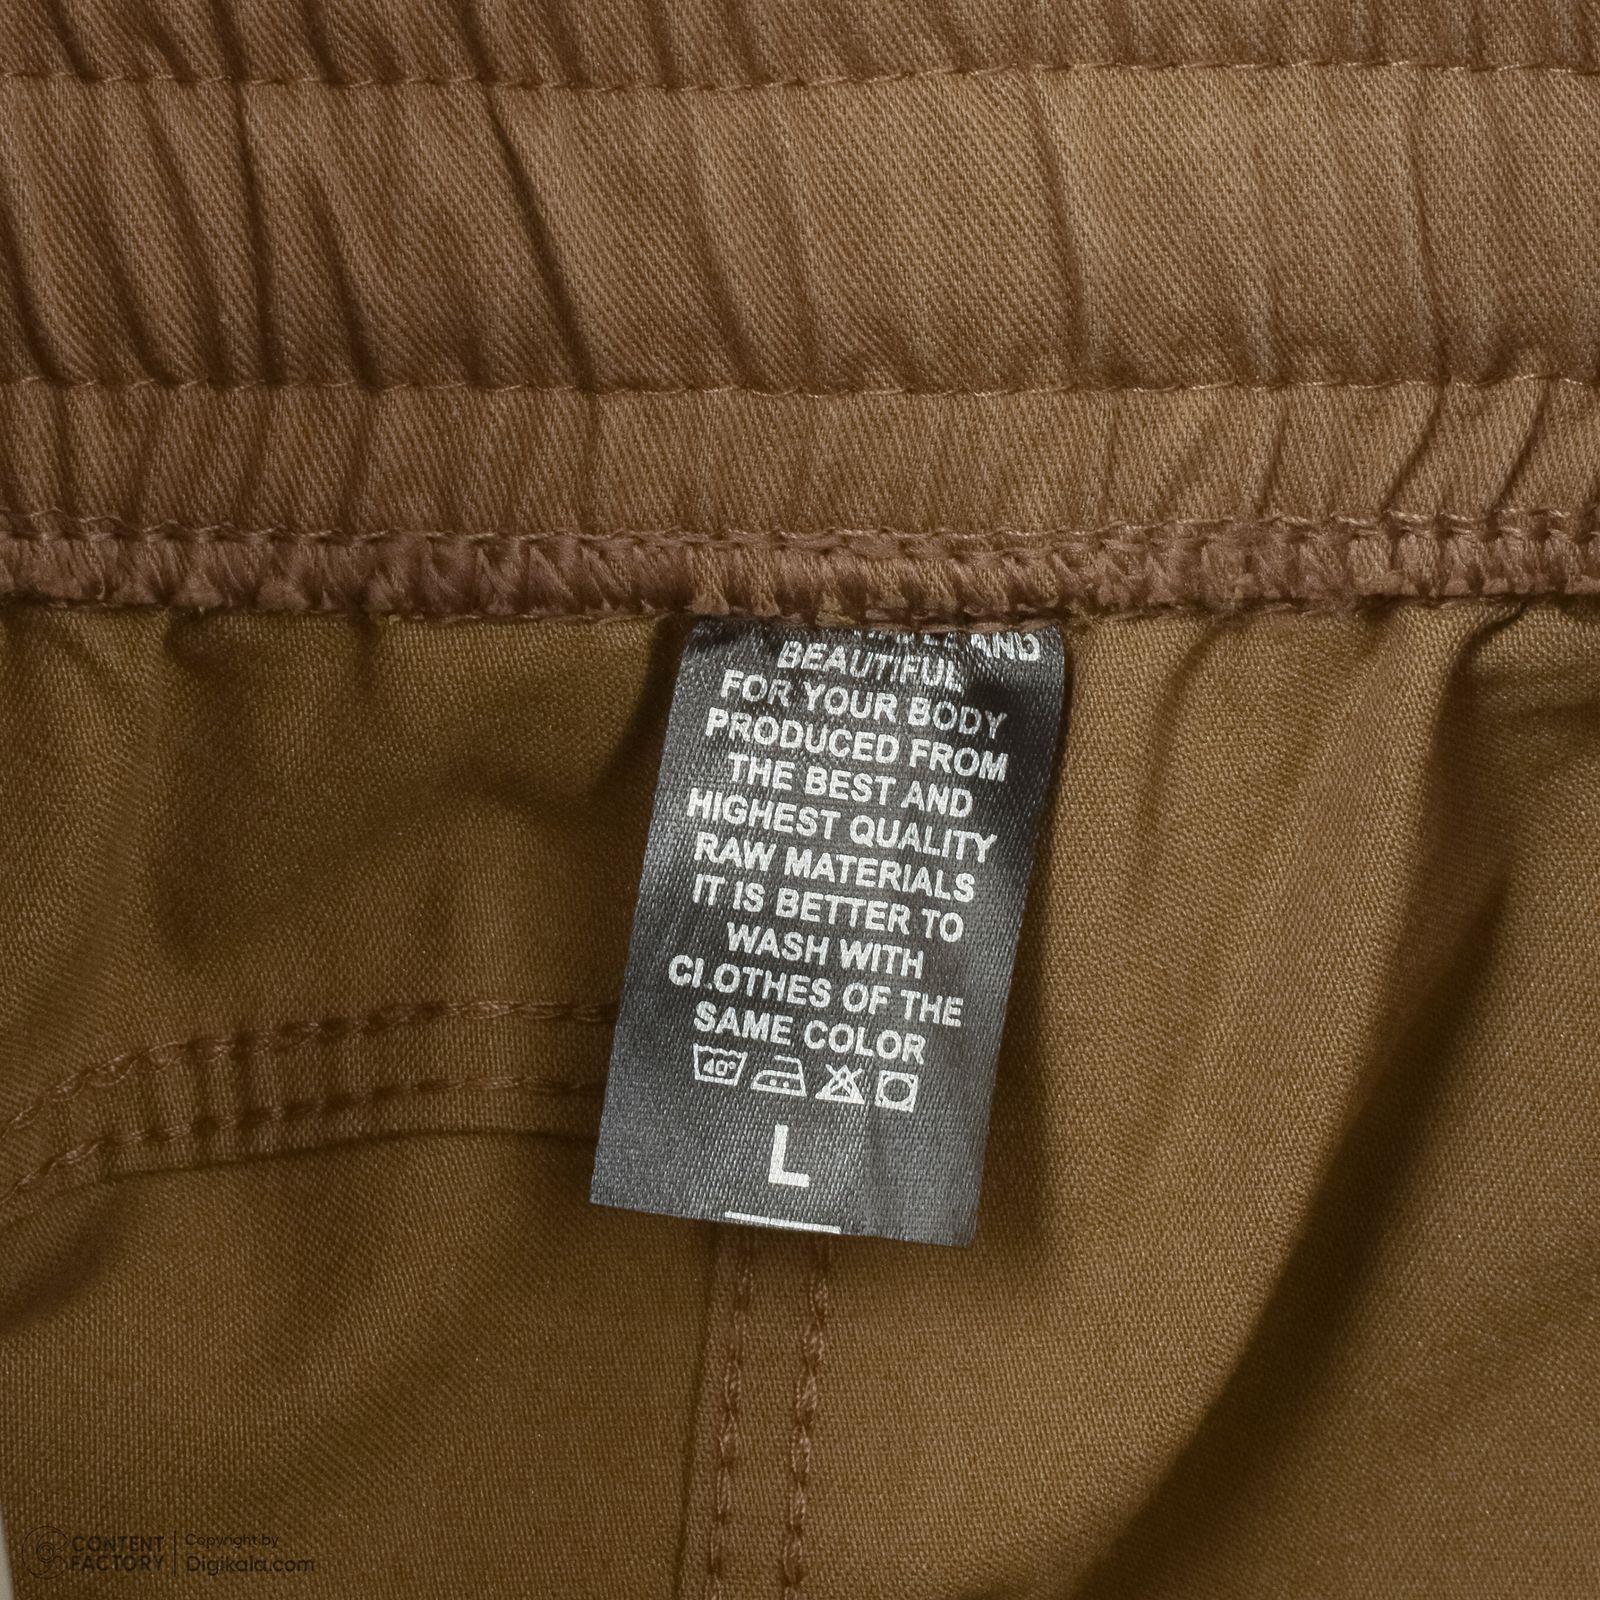 AND
BEAUTIFUL
FOR YOUR BODY
PRODUCED FROM
THE BEST AND
HIGHEST QUALITY
RAW MATERIALS
IT IS BETTER TO
WASH WITH
CLOTHES OF THE
SAME COLOR
40°
L
CONTENT FACTORY
Copyright by
Digikala.com